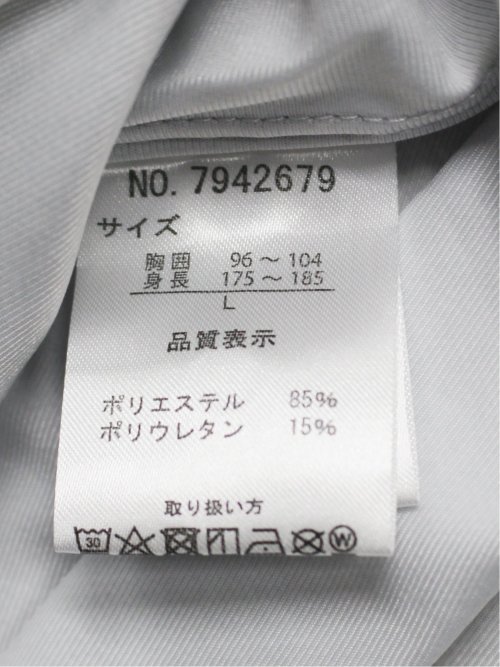 NO. 7942679
サイズ
胸囲 96～104
身長 175～185
L
品質表示
ポリエステル 85%
ポリウレタン 15%
取り扱い方
30
W